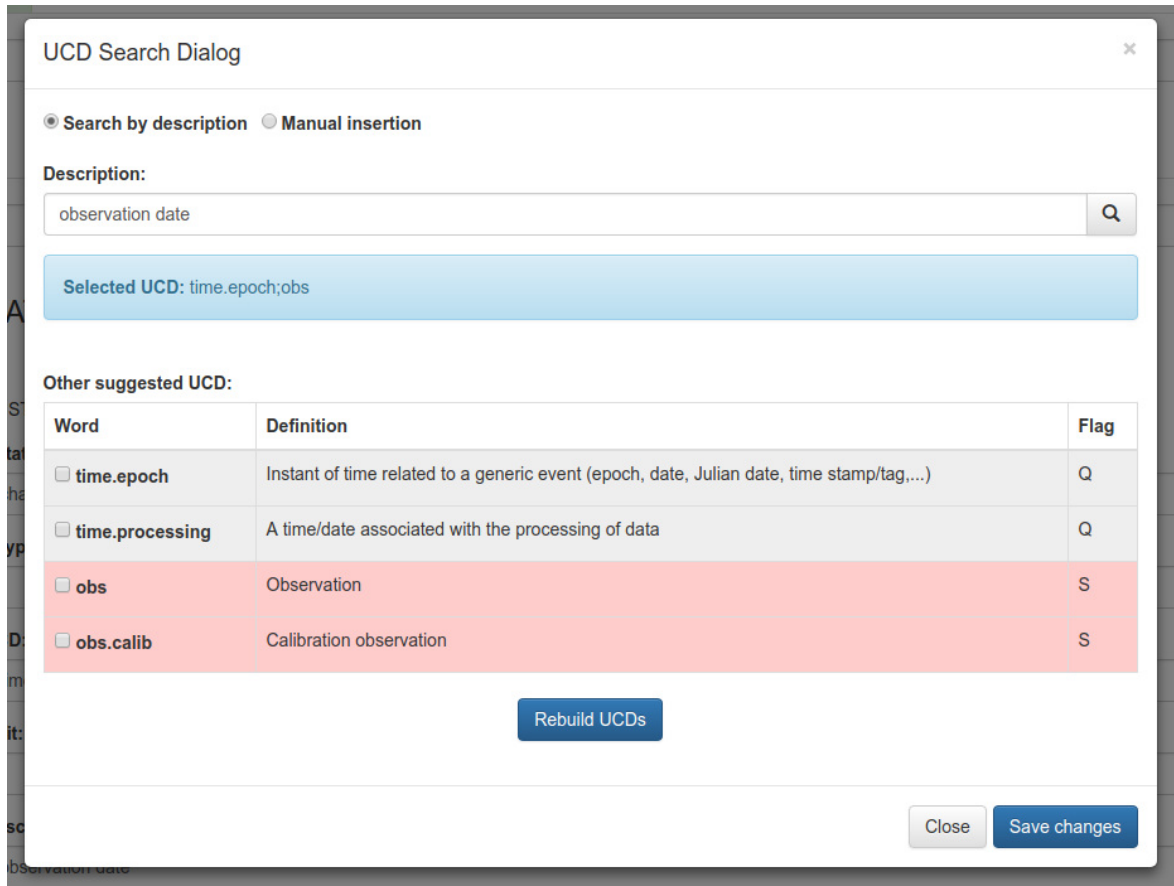 UCD Search Dialog ×
Search by description Manual insertion
Description:
observation date
Selected UCD: time.epoch;obs
Other suggested UCD:
Word Definition Flag
time.epoch Instant of time related to a generic event (epoch, date, Julian date, time stamp/tag,...) Q
time.processing A time/date associated with the processing of data Q
obs Observation S
obs.calib Calibration observation S
Rebuild UCDs
Close Save changes